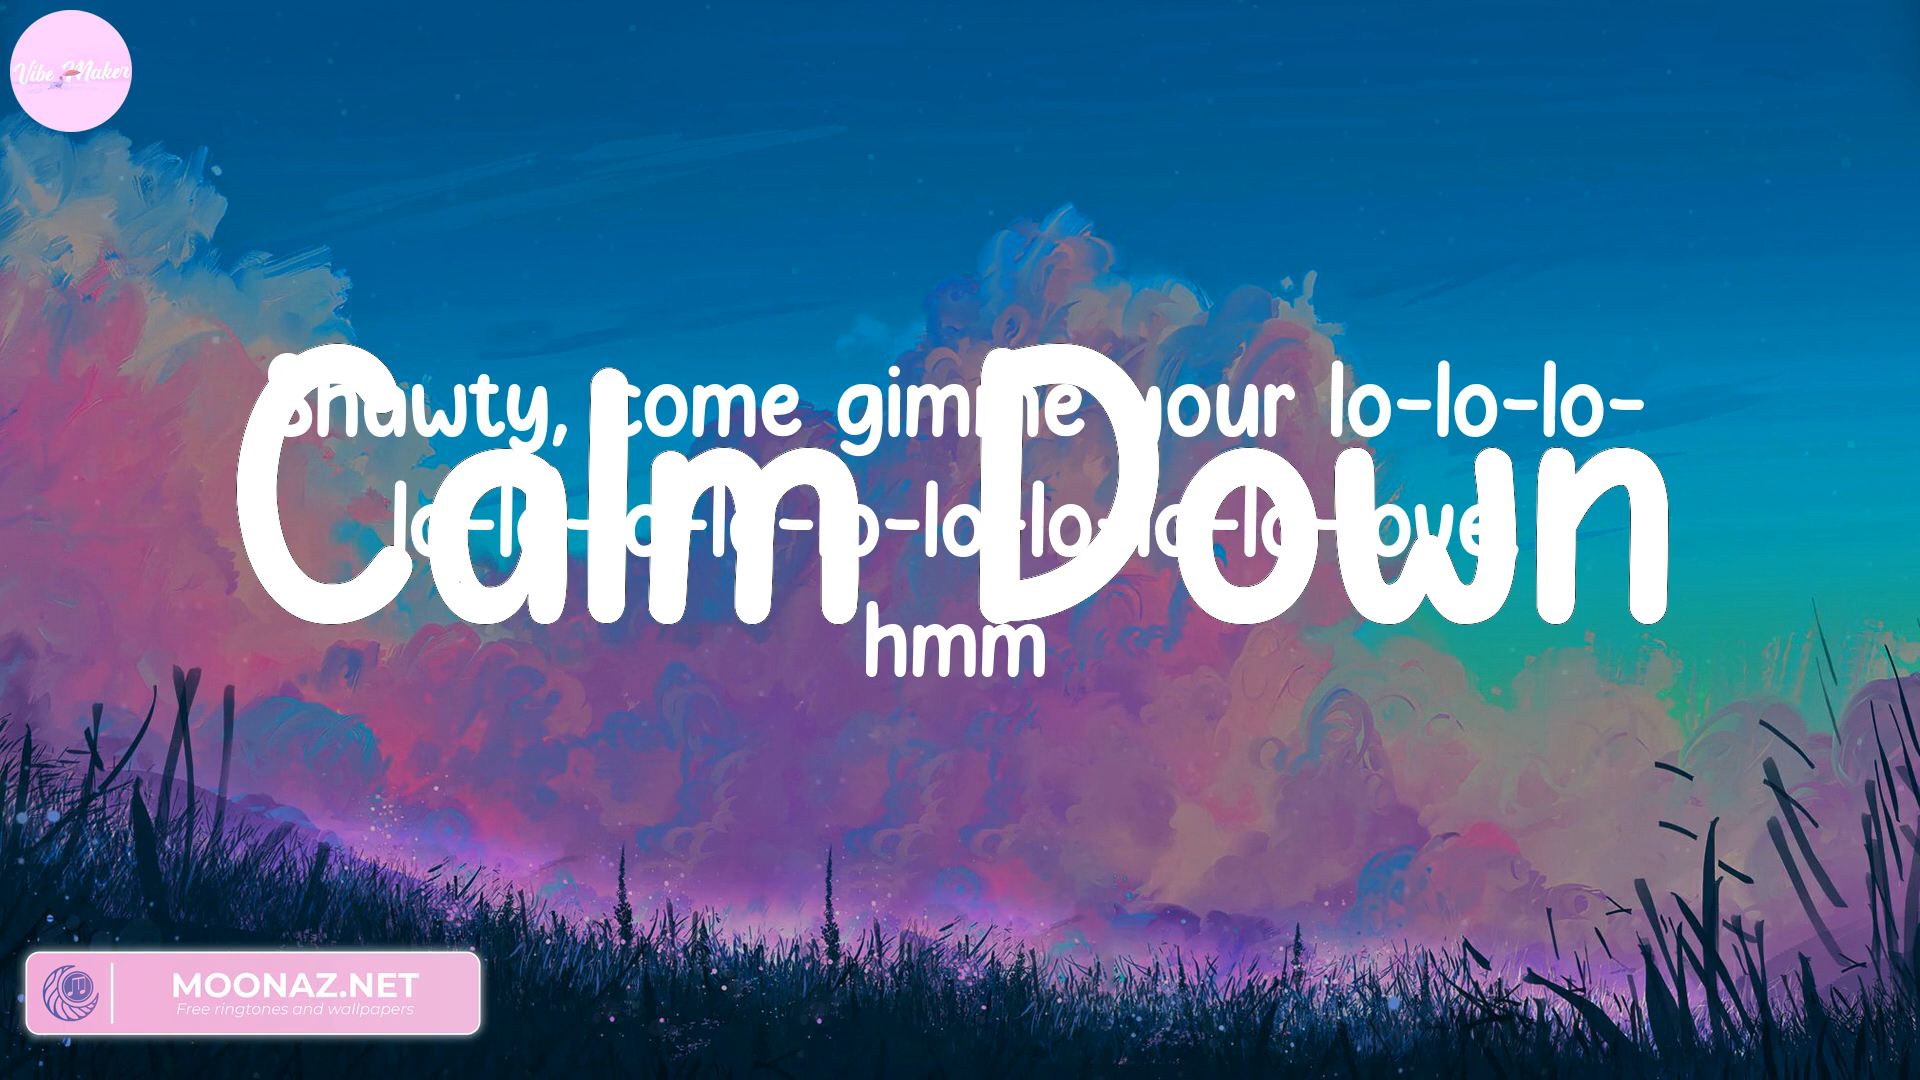 Vibe Maker
Calm Down
Shawty, come gimme your lo-lo-lo-
lo-lo-lo-lo-lo-lo-lo-lo-lo-love,
hmm
MOONAZ.NET
Free ringtones and wallpapers